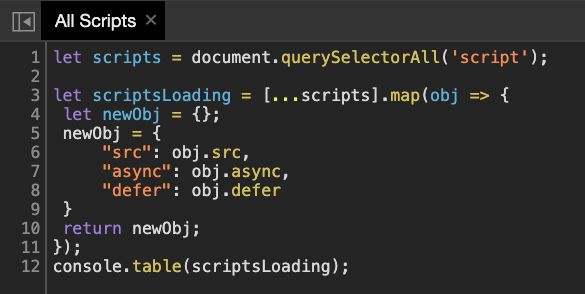 All Scripts ×
1 let scripts = document.querySelectorAll('script');
2
3 let scriptsLoading = [...scripts].map(obj => {
4  let newObj = {};
5  newObj = {
6      "src": obj.src,
7      "async": obj.async,
8      "defer": obj.defer
9  }
10  return newObj;
11 });
12 console.table(scriptsLoading);